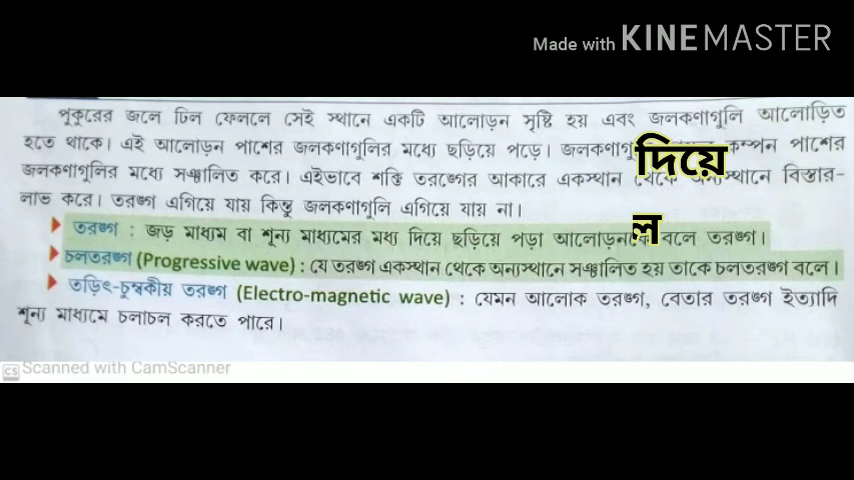 Made with KINEMASTER
পুকুরের জলে ঢিল ফেললে সেই স্থানে একটি আলোড়ন সৃষ্টি হয় এবং জলকণাগুলি আলোড়িত
হতে থাকে। এই আলোড়ন পাশের জলকণাগুলির মধ্যে ছড়িয়ে পড়ে। কম্পন পাশের
জলকণাগুলির মধ্যে সঞ্চালিত করে। এইভাবে শক্তি তরঙ্গের আকারে একস্থান থেকে অন্যস্থানে বিস্তার-
লাভ করে। তরঙ্গ এগিয়ে যায় কিন্তু জলকণাগুলি এগিয়ে যায় না।
তরঙ্গ : জড় মাধ্যম বা শূন্য মাধ্যমের মধ্য দিয়ে ছড়িয়ে পড়া আলোড়নকে বলে তরঙ্গ।
চলতরঙ্গ (Progressive wave) : যে তরঙ্গ একস্থান থেকে অন্যস্থানে সঞ্চালিত হয় তাকে চলতরঙ্গ বলে।
তড়িৎ-চুম্বকীয় তরঙ্গ (Electro-magnetic wave) : যেমন আলোক তরঙ্গ, বেতার তরঙ্গ ইত্যাদি
শূন্য মাধ্যমে চলাচল করতে পারে।
দিয়ে
ল
CS Scanned with CamScanner